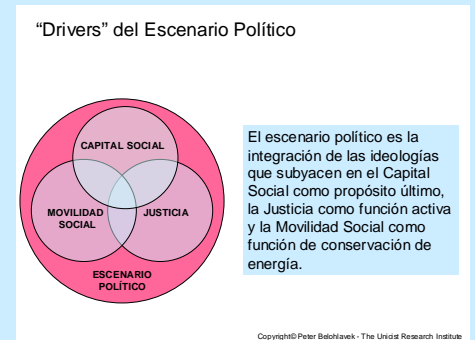 “Drivers” del Escenario Político
CAPITAL SOCIAL
MOVILIDAD
SOCIAL
JUSTICIA
ESCENARIO
POLÍTICO
El escenario político es la
integración de las ideologías
que subyacen en el Capital
Social como propósito último,
la Justicia como función activa
y la Movilidad Social como
función de conservación de
energía.
Copyright© Peter Belohlavek - The Unicist Research Institute